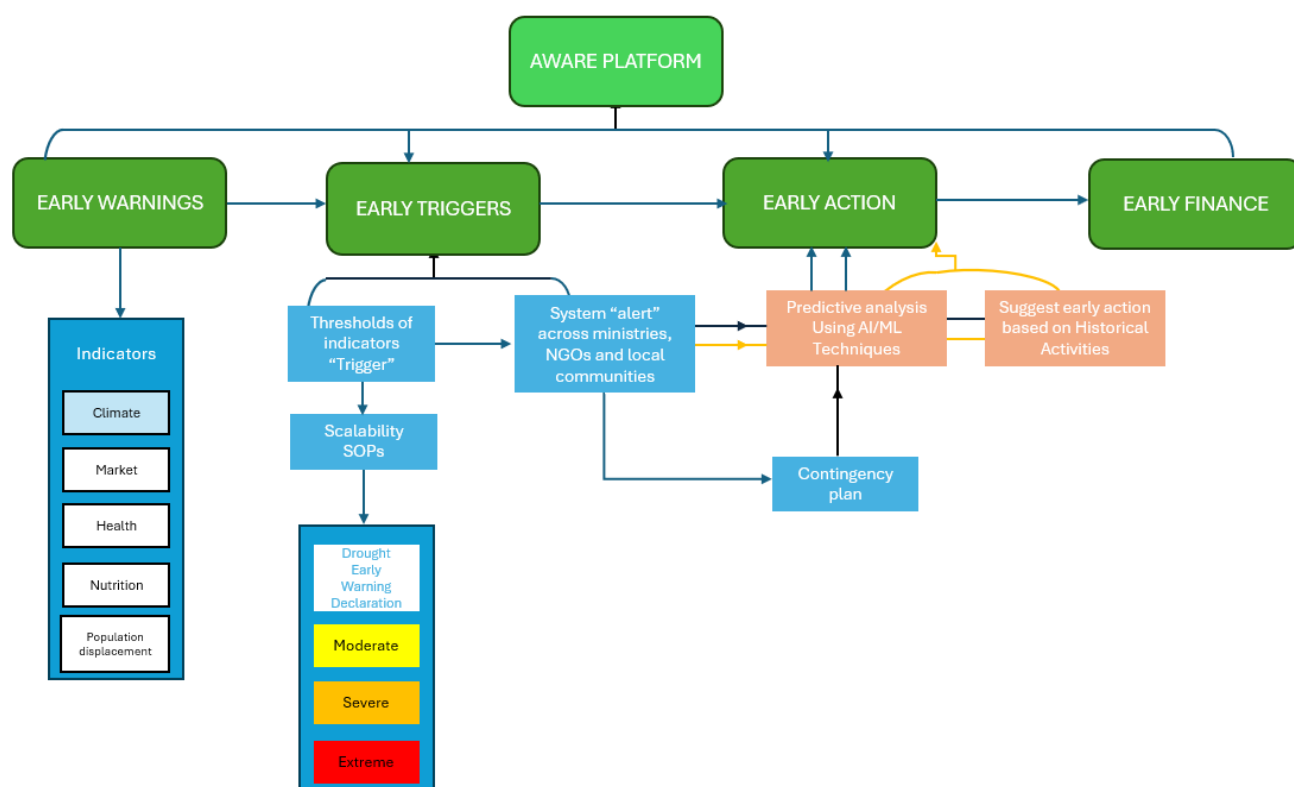 AWARE PLATFORM
EARLY WARNINGS
EARLY TRIGGERS
EARLY ACTION
EARLY FINANCE
Indicators
Climate
Market
Health
Nutrition
Population
displacement
Thresholds of
indicators
“Trigger”
Scalability
SOPs
Drought
Early
Warning
Declaration
Moderate
Severe
Extreme
System “alert”
across ministries,
NGOs and local
communities
Contingency
plan
Predictive analysis
Using AI/ML
Techniques
Suggest early action
based on Historical
Activities